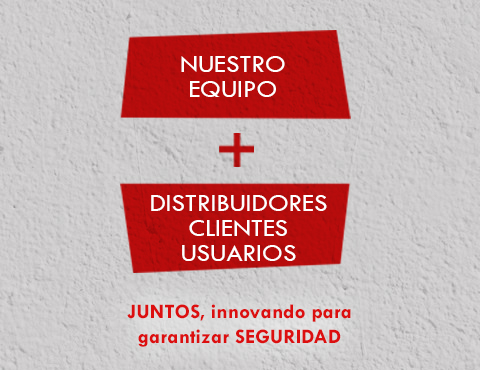 NUESTRO
EQUIPO
+
DISTRIBUIDORES
CLIENTES
USUARIOS
JUNTOS, innovando para
garantizar SEGURIDAD